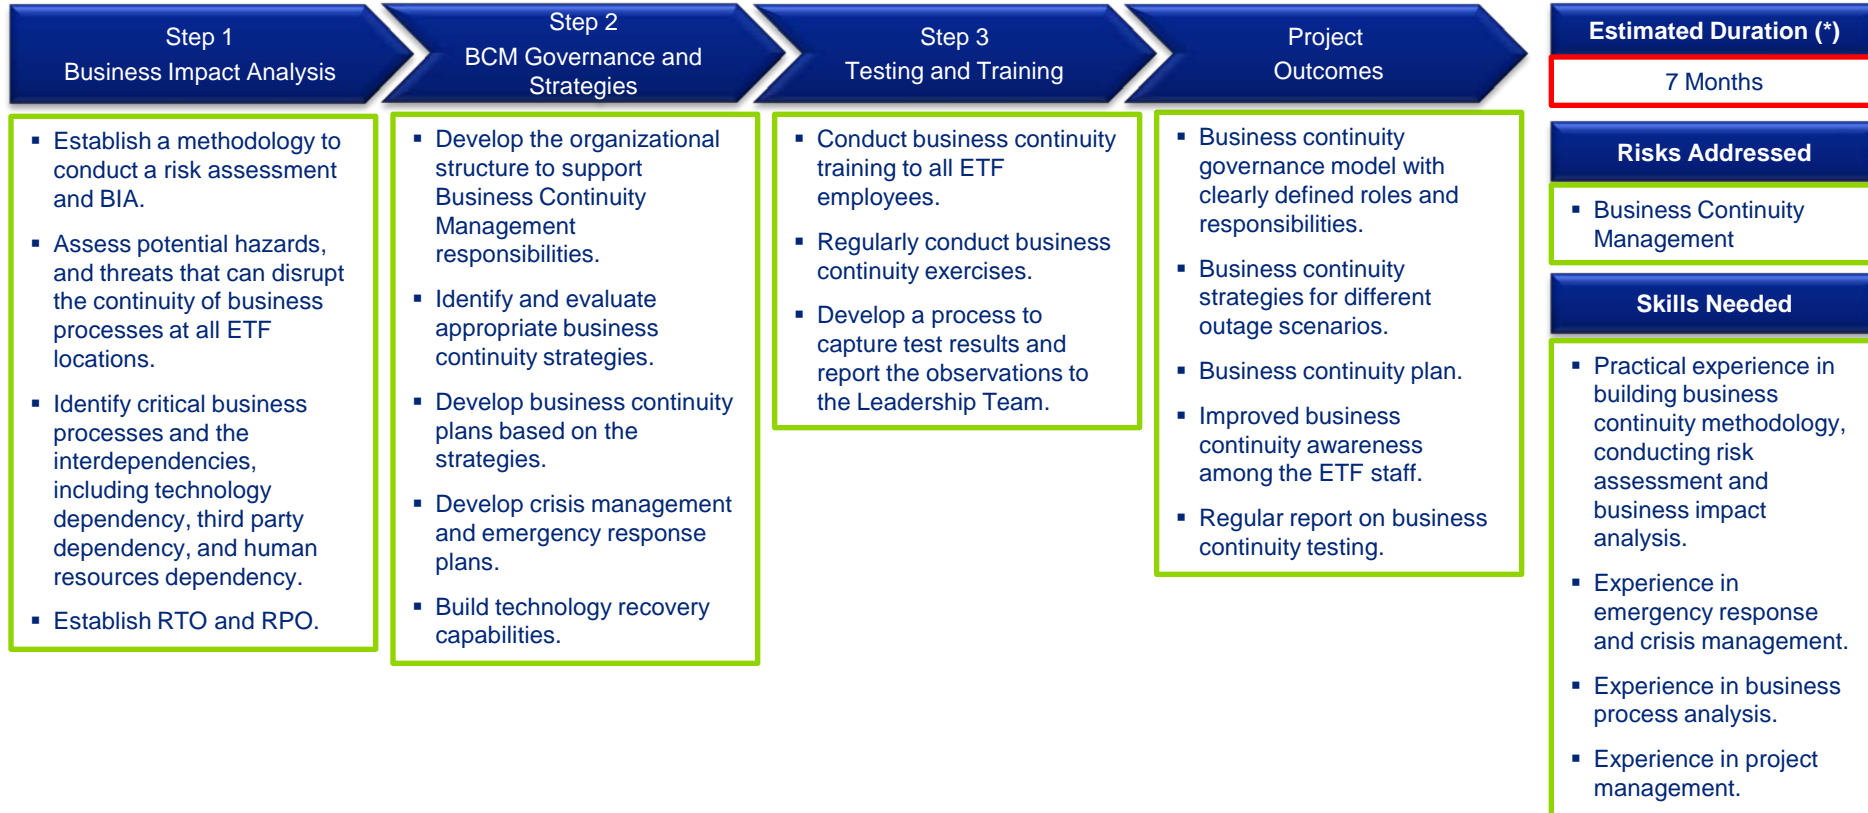 Step 1
Business Impact Analysis
▪ Establish a methodology to
conduct a risk assessment
and BIA.
▪ Assess potential hazards,
and threats that can disrupt
the continuity of business
processes at all ETF
locations.
▪ Identify critical business
processes and the
interdependencies,
including technology
dependency, third party
dependency, and human
resources dependency.
▪ Establish RTO and RPO.
Step 2
BCM Governance and
Strategies
▪ Develop the organizational
structure to support
Business Continuity
Management
responsibilities.
▪ Identify and evaluate
appropriate business
continuity strategies.
▪ Develop business continuity
plans based on the
strategies.
▪ Develop crisis management
and emergency response
plans.
▪ Build technology recovery
capabilities.
Step 3
Testing and Training
▪ Conduct business continuity
training to all ETF
employees.
▪ Regularly conduct business
continuity exercises.
▪ Develop a process to
capture test results and
report the observations to
the Leadership Team.
Project
Outcomes
▪ Business continuity
governance model with
clearly defined roles and
responsibilities.
▪ Business continuity
strategies for different
outage scenarios.
▪ Business continuity plan.
▪ Improved business
continuity awareness
among the ETF staff.
▪ Regular report on business
continuity testing.
Estimated Duration (*)
7 Months
Risks Addressed
▪ Business Continuity
Management
Skills Needed
▪ Practical experience in
building business
continuity methodology,
conducting risk
assessment and
business impact
analysis.
▪ Experience in
emergency response
and crisis management.
▪ Experience in business
process analysis.
▪ Experience in project
management.